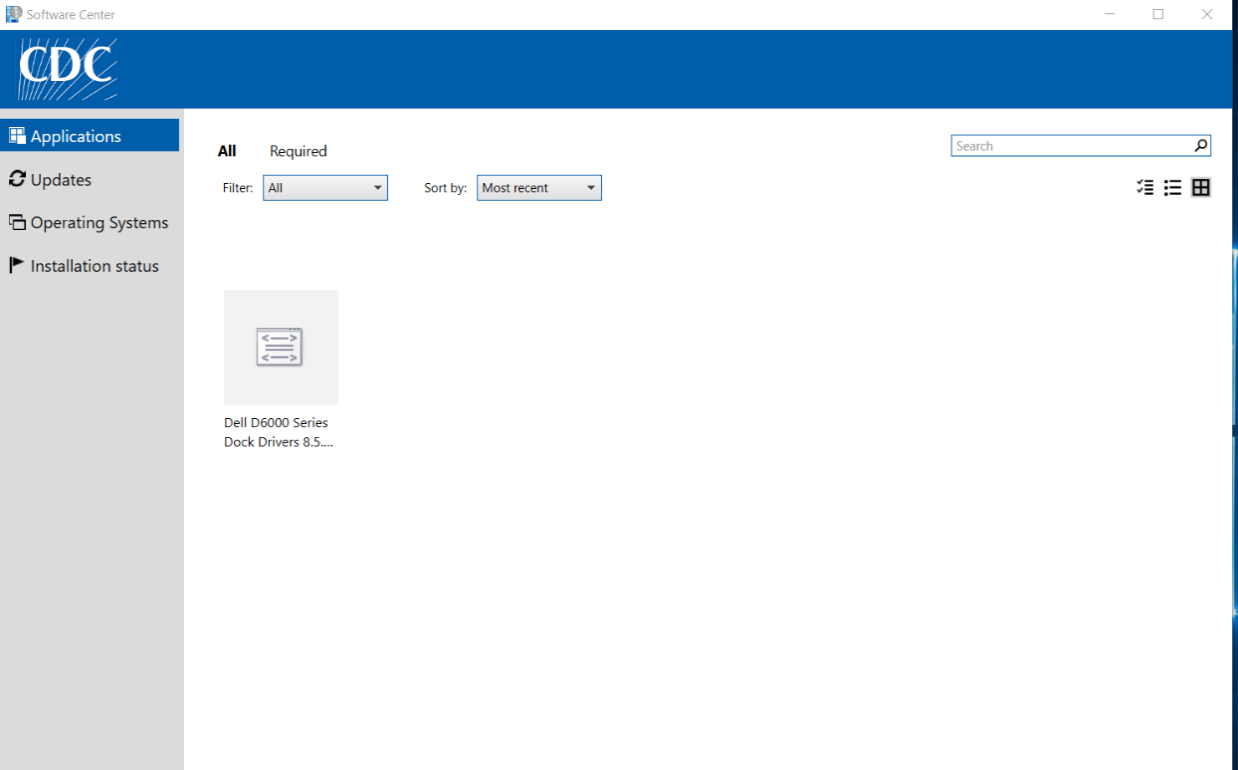 Software Center
CDC
Applications
Updates
Operating Systems
Installation status
All Required
Search
Filter: All Sort by: Most recent
Dell D6000 Series
Dock Drivers 8.5....